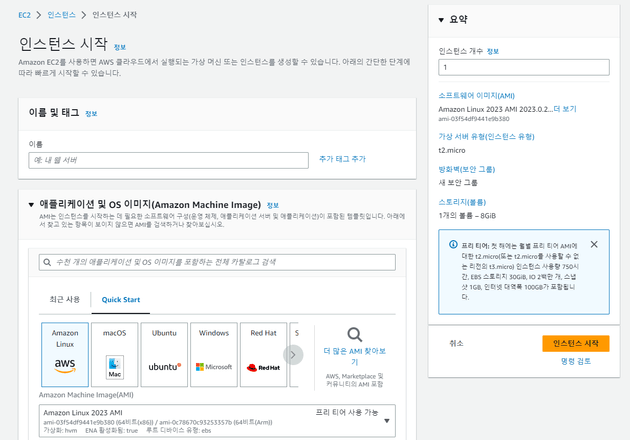 EC2 > 인스턴스 > 인스턴스 시작
인스턴스 시작 정보
Amazon EC2를 사용하면 AWS 클라우드에서 실행되는 가상 머신 또는 인스턴스를 생성할 수 있습니다. 아래의 간단한 단계에
따라 빠르게 시작할 수 있습니다.
이름 및 태그 정보
이름
예: 내 웹 서버
추가 태그 추가
애플리케이션 및 OS 이미지(Amazon Machine Image) 정보
AMI는 인스턴스를 시작하는 데 필요한 소프트웨어 구성(운영 체제, 애플리케이션 서버 및 애플리케이션)이 포함된 템플릿입니다. 아래에
서 찾고 있는 항목이 보이지 않으면 AMI를 검색하거나 찾아보십시오.
수천 개의 애플리케이션 및 OS 이미지를 포함하는 전체 카탈로그 검색
최근 사용
Quick Start
Amazon
Linux
aws
macOS
Mac
Ubuntu
ubuntu
Windows
Microsoft
Red Hat
Red Hat
S
더 많은 AMI 찾아보
기
AWS, Marketplace 및
커뮤니티의 AMI 포함
Amazon Machine Image(AMI)
Amazon Linux 2023 AMI
프리 티어 사용 가능
ami-03f54df9441e9b380 (64비트(x86)) / ami-0c78670c93253357b (64비트(Arm))
가상화: hvm ENA 활성화됨: true 루트 디바이스 유형: ebs
요약
인스턴스 개수 정보
1
소프트웨어 이미지(AMI)
Amazon Linux 2023 AMI 2023.0.2...더 보기
ami-03f54df9441e9b380
가상 서버 유형(인스턴스 유형)
t2.micro
방화벽(보안 그룹)
새 보안 그룹
스토리지(볼륨)
1개의 볼륨 – 8GiB
프리 티어: 첫 해에는 월별 프리 티어 AMI에
대한 t2.micro(또는 t2.micro를 사용할 수 없
는 리전의 t3.micro) 인스턴스 사용량 750시
간, EBS 스토리지 30GiB, IO 2백만 개, 스냅
샷 1GB, 인터넷 대역폭 100GB가 포함됩니
다.
취소
인스턴스 시작
명령 검토